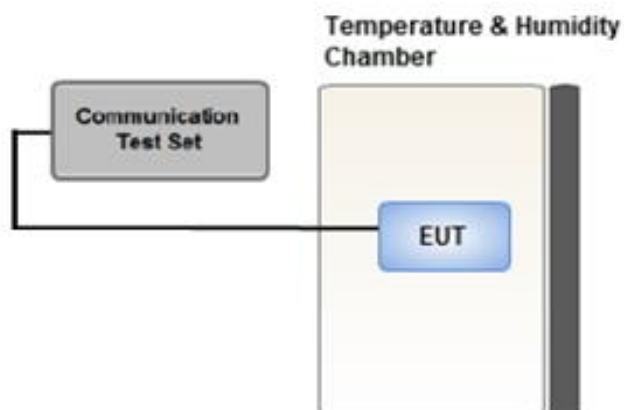 Temperature & Humidity
Chamber
Communication
Test Set
EUT